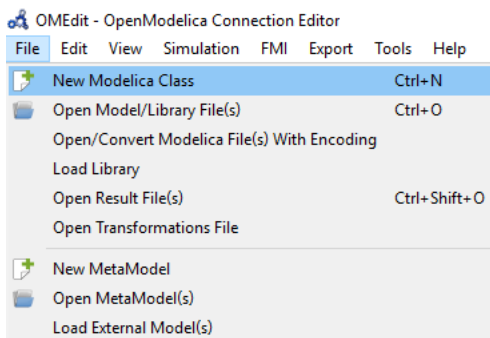 OMEdit - OpenModelica Connection Editor
File Edit View Simulation FMI Export Tools Help
New Modelica Class Ctrl+N
Open Model/Library File(s) Ctrl+O
Open/Convert Modelica File(s) With Encoding
Load Library
Open Result File(s) Ctrl+Shift+O
Open Transformations File
New MetaModel
Open MetaModel(s)
Load External Model(s)